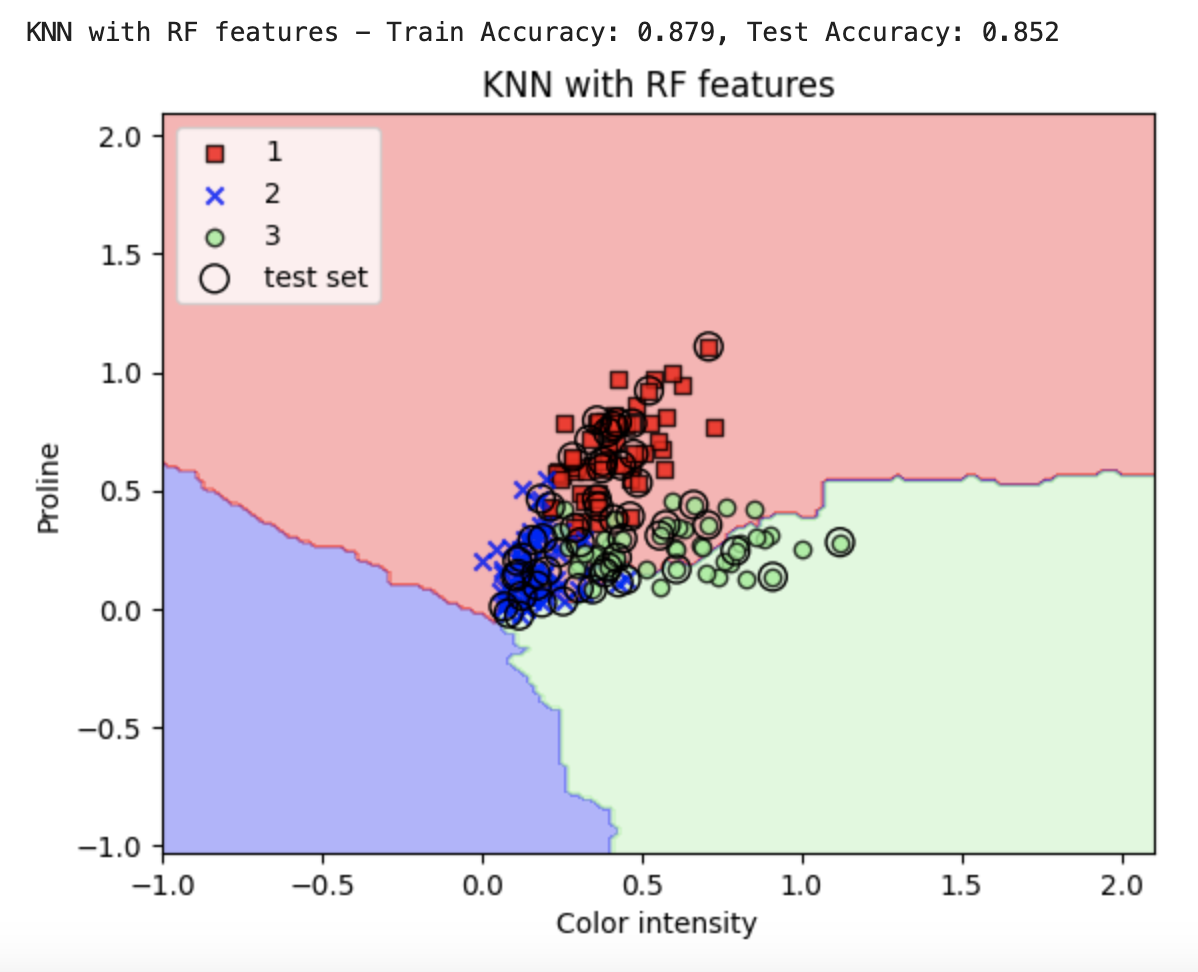 KNN with RF features – Train Accuracy: 0.879, Test Accuracy: 0.852
KNN with RF features
1
2
3
test set
2.0
1.5
1.0
0.5
0.0
−0.5
−1.0
Proline
−1.0 −0.5 0.0 0.5 1.0 1.5 2.0
Color intensity